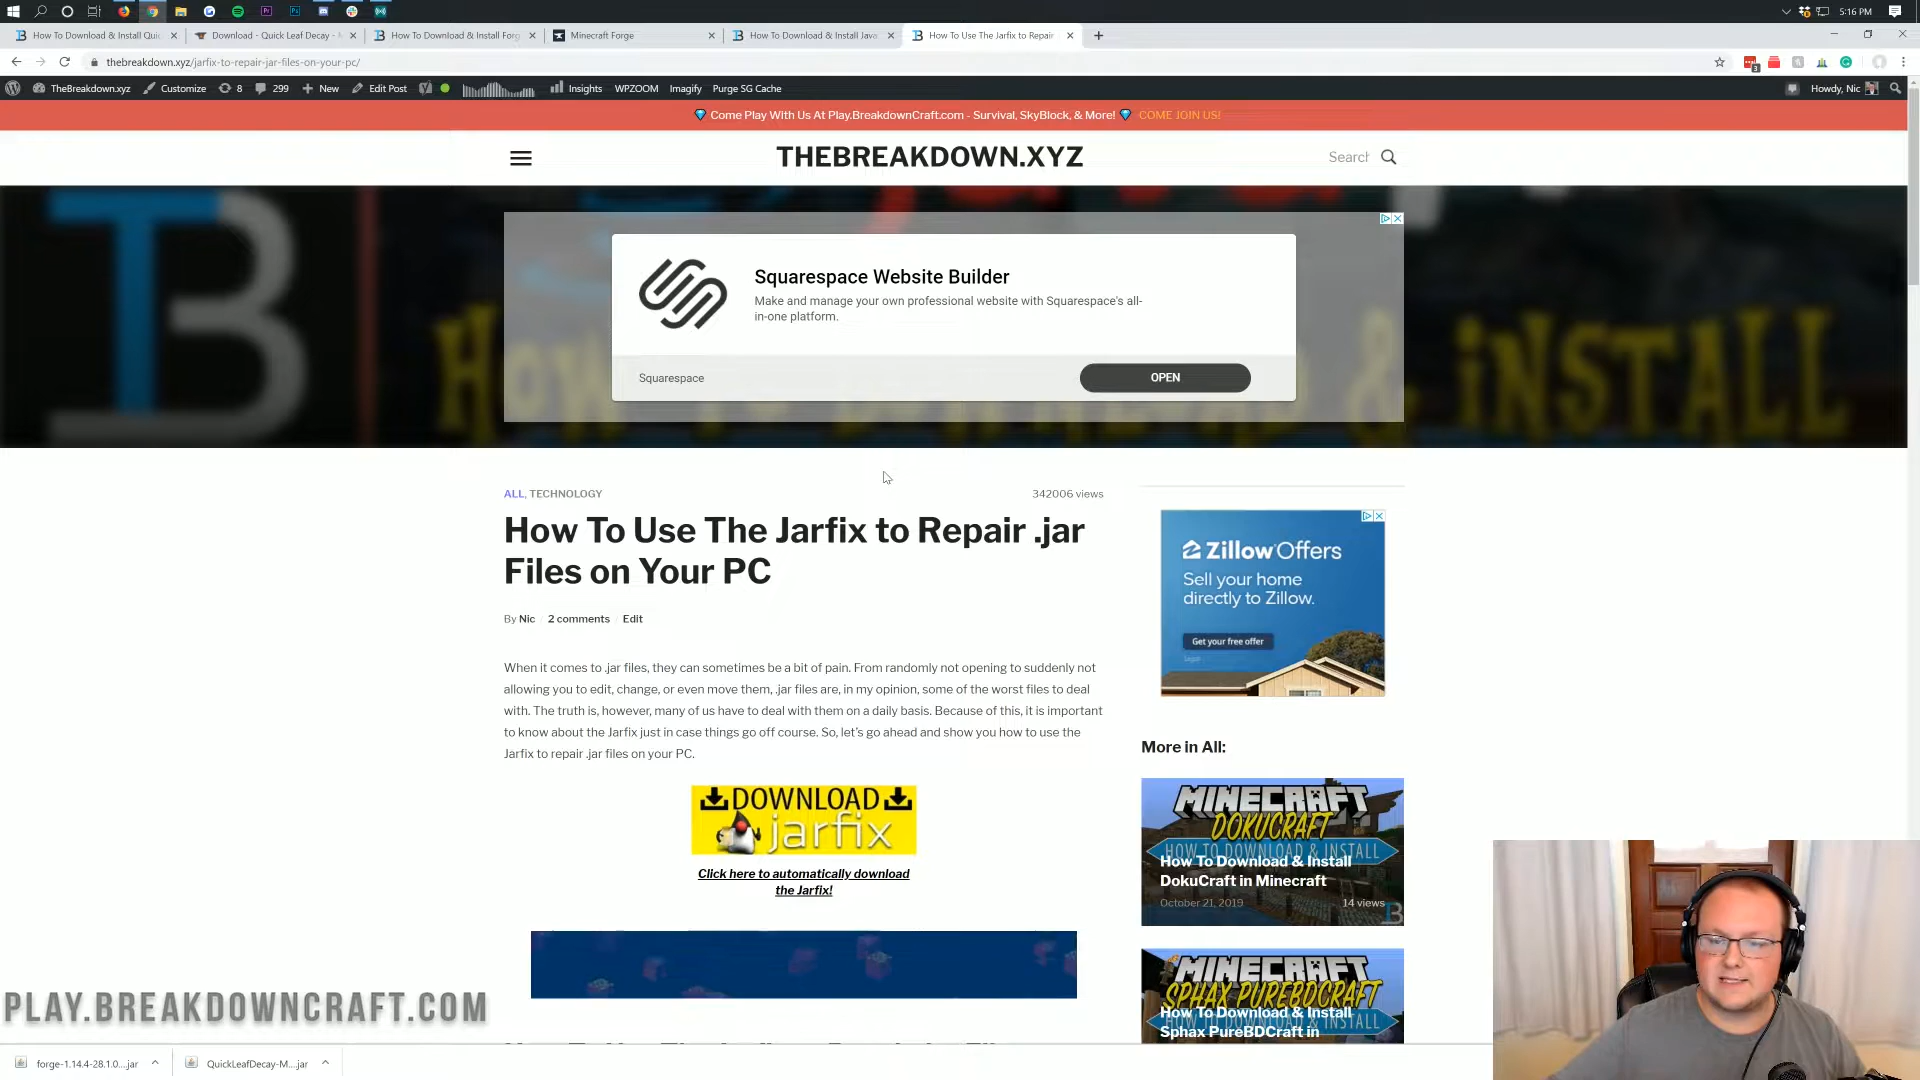 5:16 PM
How To Download & Install Quic
Download - Quick Leaf Decay -
How To Download & Install Forg
Minecraft Forge
How To Download & Install Java
How To Use The Jarfix to Repair
thebreakdown.xyz/jarfix-to-repair-jar-files-on-your-pc/
TheBreakdown.xyz Customize 8 299 New Edit Post Insights WPZOOM Imagify Purge SG Cache Howdy, Nic
Come Play With Us At Play.BreakdownCraft.com - Survival, SkyBlock, & More! COME JOIN US!
THEBREAKDOWN.XYZ
Search
Squarespace Website Builder
Make and manage your own professional website with Squarespace's all-
in-one platform.
Squarespace
OPEN
HOW TO DOWNLOAD & iNSTALL
ALL, TECHNOLOGY
342006 views
How To Use The Jarfix to Repair .jar
Files on Your PC
By Nic / 2 comments / Edit
When it comes to .jar files, they can sometimes be a bit of pain. From randomly not opening to suddenly not
allowing you to edit, change, or even move them, .jar files are, in my opinion, some of the worst files to deal
with. The truth is, however, many of us have to deal with them on a daily basis. Because of this, it is important
to know about the Jarfix just in case things go off course. So, let's go ahead and show you how to use the
Jarfix to repair .jar files on your PC.
DOWNLOAD
jarfix
Click here to automatically download
the Jarfix!
Zillow Offers
Sell your home
directly to Zillow.
Get your free offer
More in All:
MINECRAFT
DOKUCRAFT
HOW TO DOWNLOAD & INSTALL
How To Download & Install
DokuCraft in Minecraft
October 21, 2019
14 views
MINECRAFT
SPHAX PUREBDCRAFT
HOW TO DOWNLOAD & INSTALL
How To Download & Install
Sphax PureBDCraft in
PLAY.BREAKDOWNCRAFT.COM
forge-1.14.4-28.1.0....jar
QuickLeafDecay-M....jar